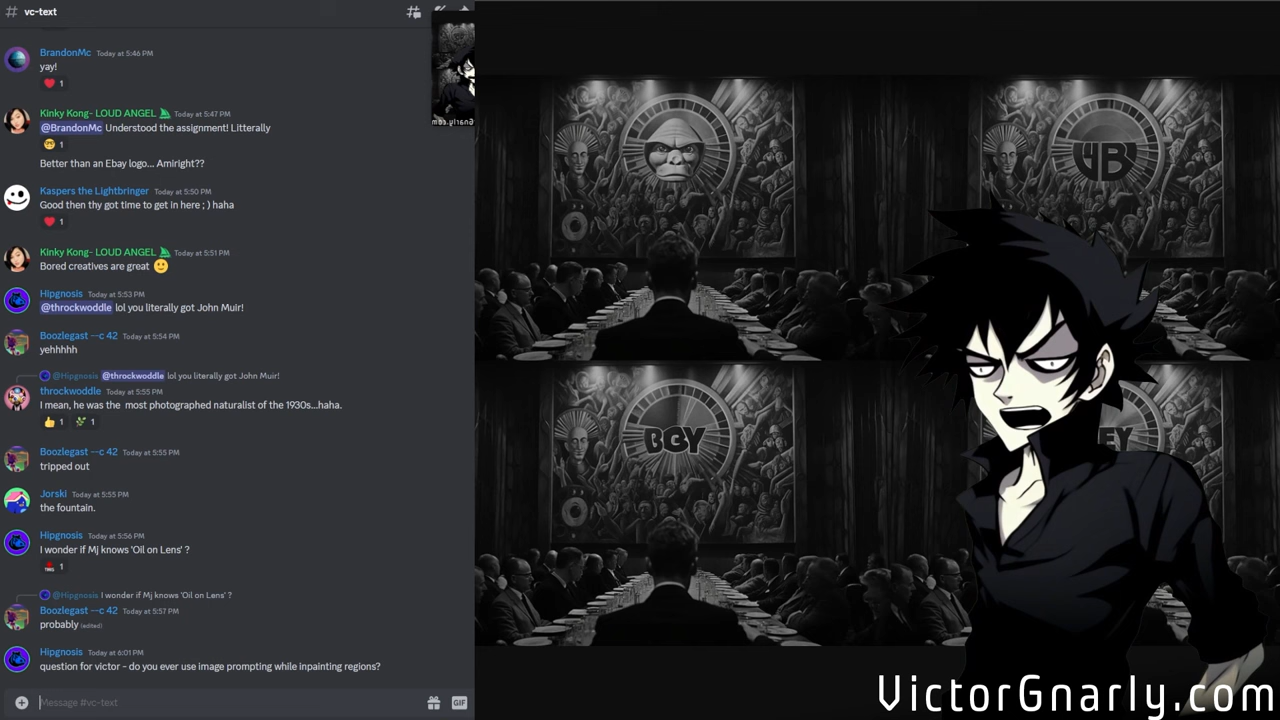 vc-text
BrandonMc Today at 5:46 PM
yay!
1
Kinky Kong- LOUD ANGEL Today at 5:47 PM
@BrandonMc Understood the assignment! Litterally
1
Better than an Ebay logo... Amiright??
Kaspers the Lightbringer Today at 5:50 PM
Good then thy got time to get in here ; ) haha
1
Kinky Kong- LOUD ANGEL Today at 5:51 PM
Bored creatives are great
Hipgnosis Today at 5:53 PM
@throckwoddle lol you literally got John Muir!
Boozlegast --c 42 Today at 5:54 PM
yehhhhh
@Hipgnosis @throckwoddle lol you literally got John Muir!
throckwoddle Today at 5:55 PM
I mean, he was the most photographed naturalist of the 1930s...haha.
1 1
Boozlegast --c 42 Today at 5:55 PM
tripped out
Jorski Today at 5:55 PM
the fountain.
Hipgnosis Today at 5:56 PM
I wonder if Mj knows 'Oil on Lens' ?
1
@Hipgnosis I wonder if Mj knows 'Oil on Lens' ?
Boozlegast --c 42 Today at 5:57 PM
probably (edited)
Hipgnosis Today at 6:01 PM
question for victor - do you ever use image prompting while inpainting regions?
Message #vc-text
GIF
BGY
EY
VictorGnarly.com